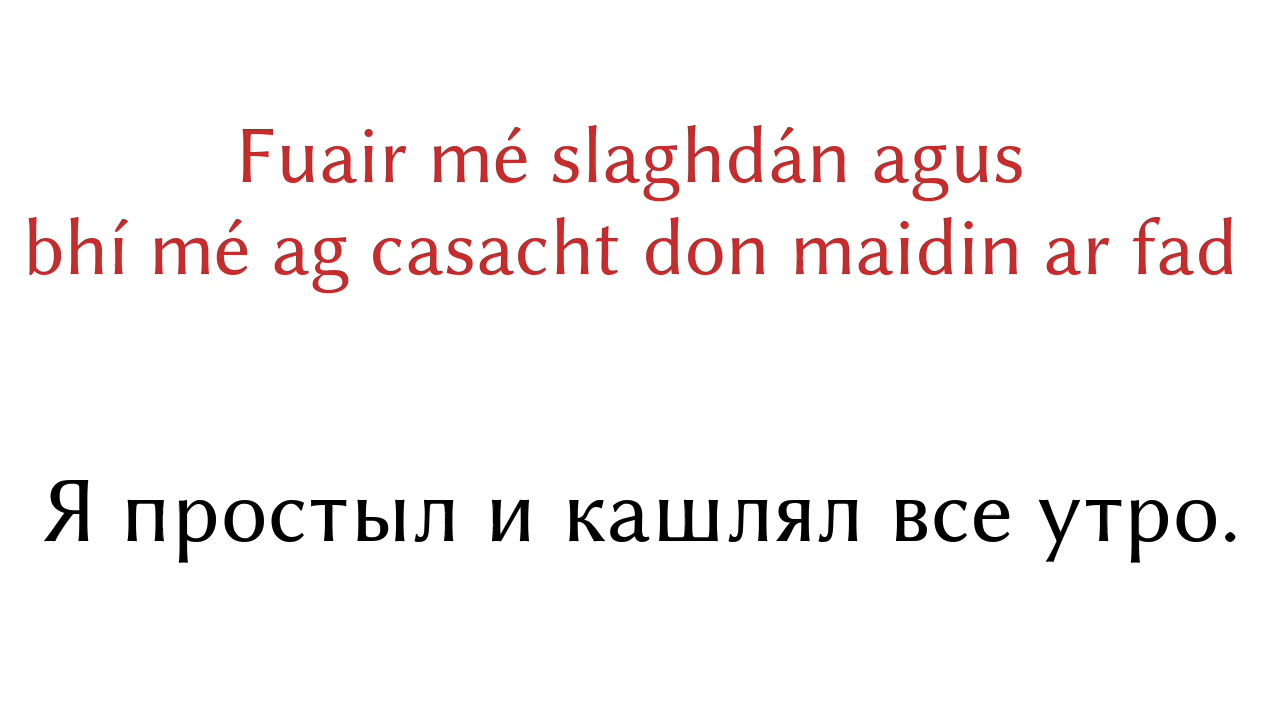 Fuair mé slaghdán agus
bhí mé ag casacht don maidin ar fad
Я простыл и кашлял все утро.